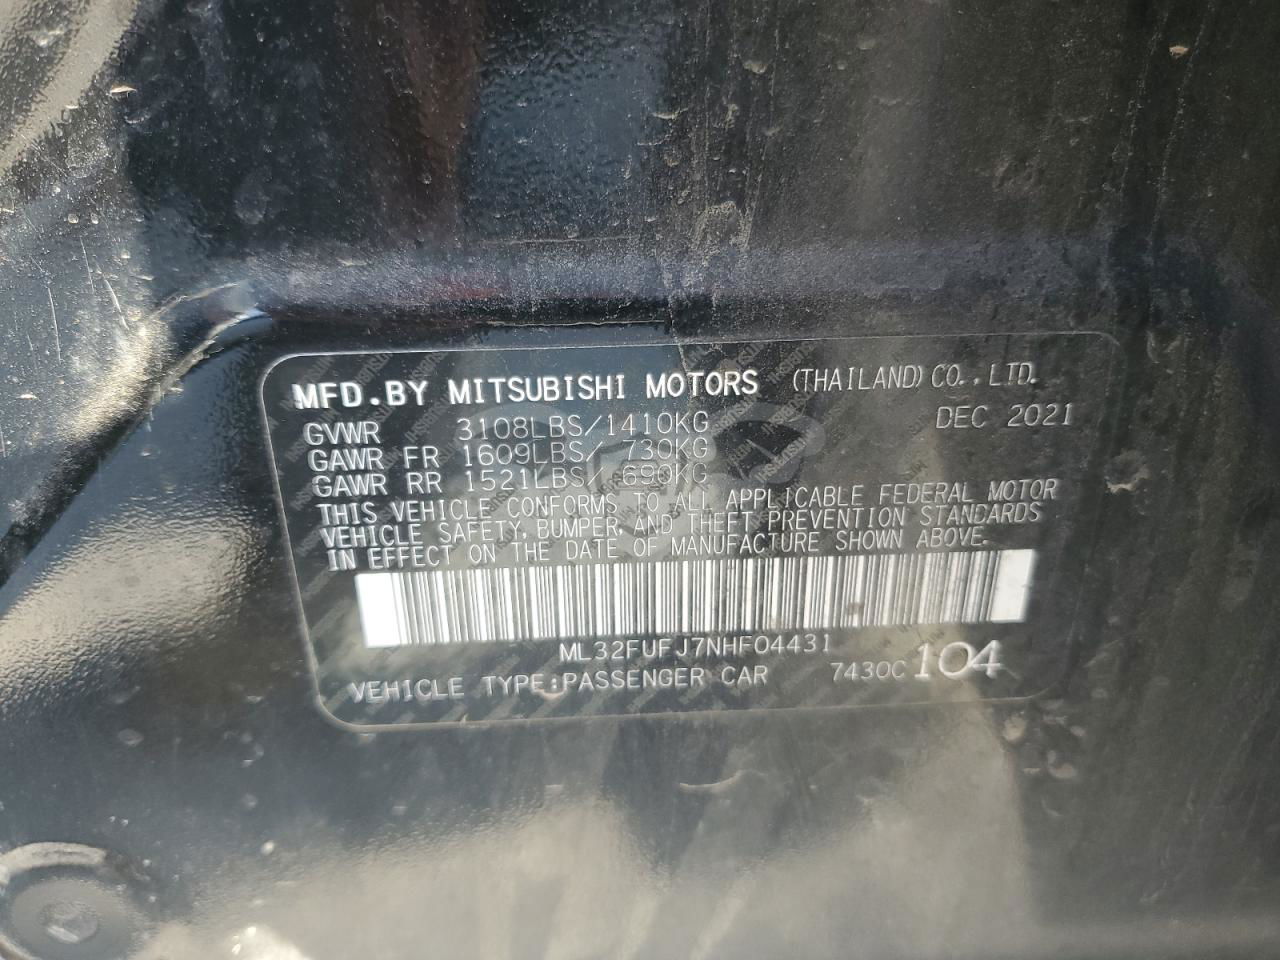 MFD.BY MITSUBISHI MOTORS (THAILAND) CO., LTD.
GVWR 3108LBS/1410KG DEC 2021
GAWR FR 1609LBS/ 730KG
GAWR RR 1521LBS/ 690KG
THIS VEHICLE CONFORMS TO ALL APPLICABLE FEDERAL MOTOR
VEHICLE SAFETY, BUMPER, AND THEFT PREVENTION STANDARDS
IN EFFECT ON THE DATE OF MANUFACTURE SHOWN ABOVE.
ML32FUFJ7NHF04431
VEHICLE TYPE:PASSENGER CAR 7430C 104